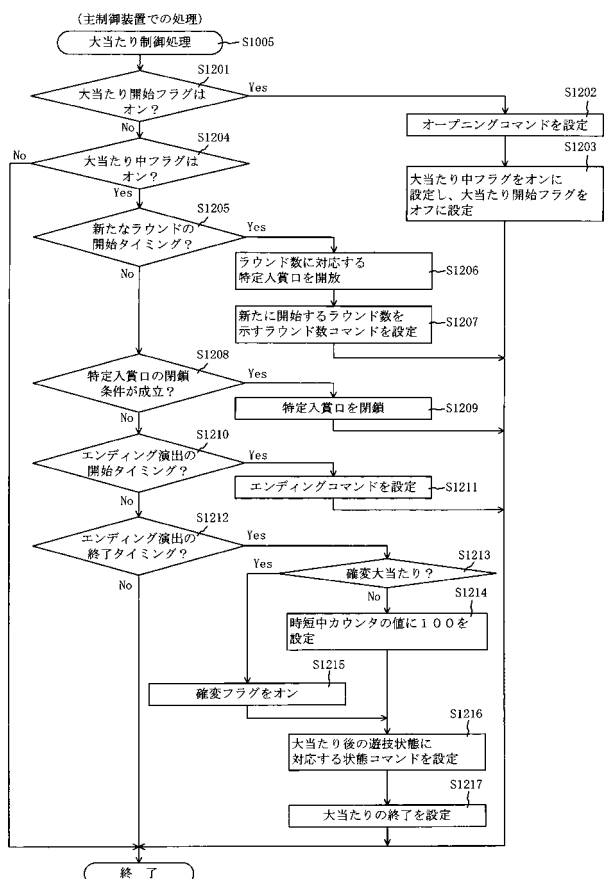 (主制御装置での処理)
大当たり制御処理
S1005
S1201
大当たり開始フラグは
オン?
Yes
No
S1202
オープニングコマンドを設定
S1203
大当たり中フラグをオンに
設定し、大当たり開始フラグを
オフに設定
S1204
大当たり中フラグは
オン?
No
Yes
S1205
新たなラウンドの
開始タイミング?
Yes
No
ラウンド数に対応する
特定入賞口を開放
S1206
新たに開始するラウンド数を
示すラウンド数コマンドを設定
S1207
S1208
特定入賞口の閉鎖
条件が成立?
Yes
No
特定入賞口を閉鎖
S1209
S1210
エンディング演出の
開始タイミング?
Yes
No
エンディングコマンドを設定
S1211
S1212
エンディング演出の
終了タイミング?
Yes
No
S1213
確変大当たり?
Yes
No
S1214
時短中カウンタの値に100を
設定
S1215
確変フラグをオン
S1216
大当たり後の遊技状態に
対応する状態コマンドを設定
S1217
大当たりの終了を設定
終了